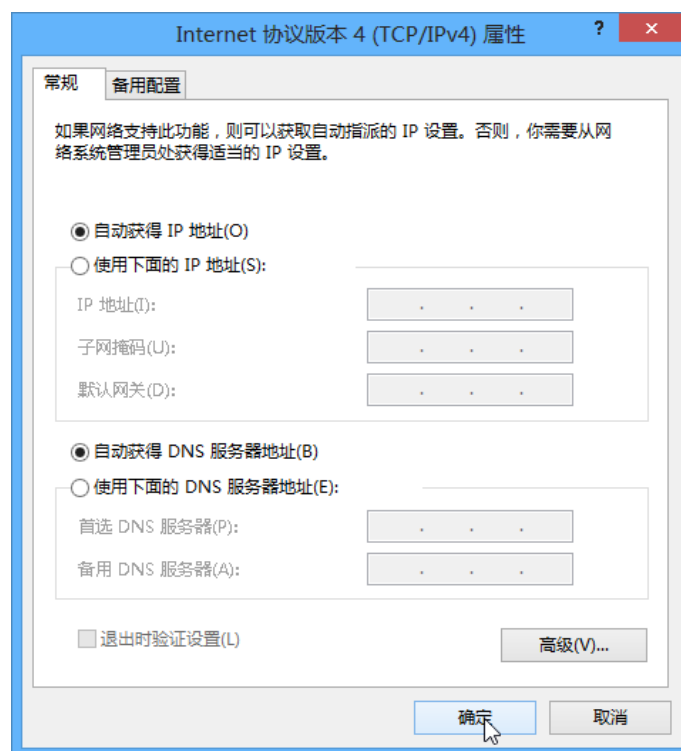 Internet 协议版本 4 (TCP/IPv4) 属性
?
×
常规
备用配置
如果网络支持此功能，则可以获取自动指派的 IP 设置。否则，你需要从网
络系统管理员处获得适当的 IP 设置。
自动获得 IP 地址(O)
使用下面的 IP 地址(S):
IP 地址(I):
. . .
子网掩码(U):
. . .
默认网关(D):
. . .
自动获得 DNS 服务器地址(B)
使用下面的 DNS 服务器地址(E):
首选 DNS 服务器(P):
. . .
备用 DNS 服务器(A):
. . .
退出时验证设置(L)
高级(V)...
确定
取消